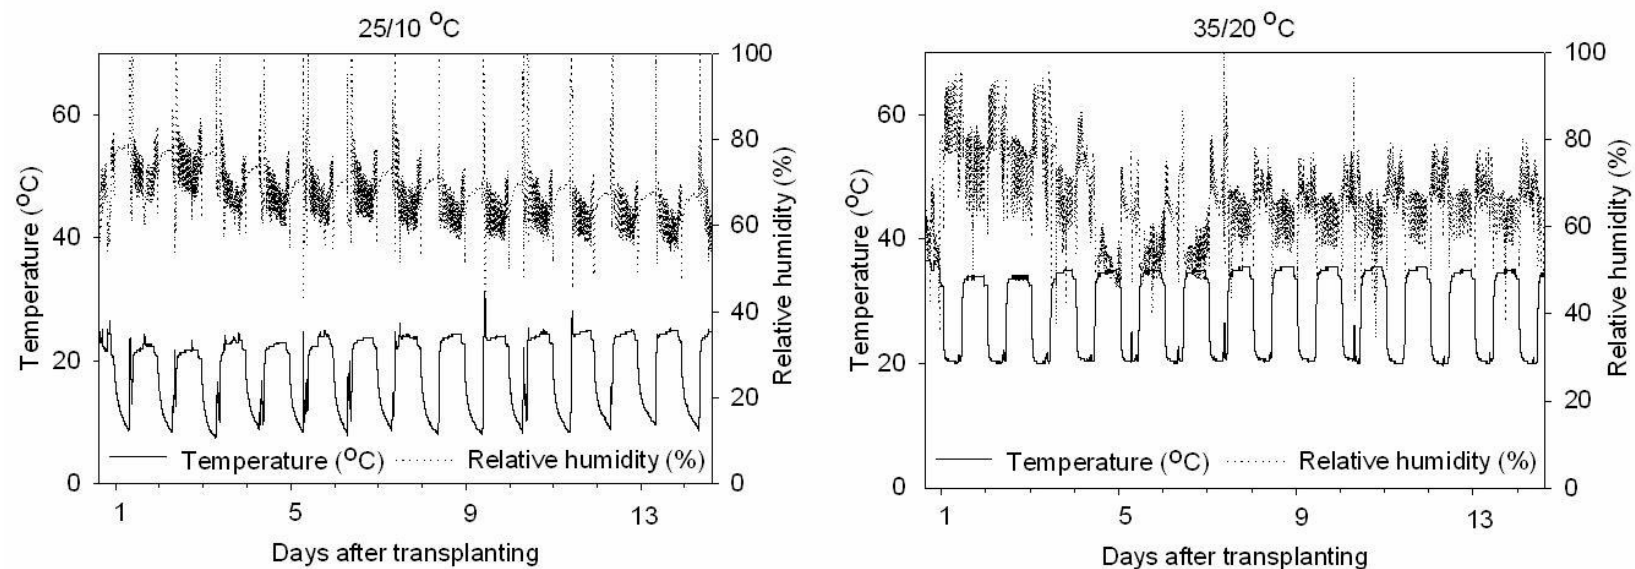 25/10 °C
100
80
60
40
20
0
60
40
20
0
Temperature (°C)
Relative humidity (%)
Temperature (°C) Relative humidity (%)
1 5 9 13
Days after transplanting
35/20 °C
100
80
60
40
20
0
60
40
20
0
Temperature (°C)
Relative humidity (%)
Temperature (°C) Relative humidity (%)
1 5 9 13
Days after transplanting